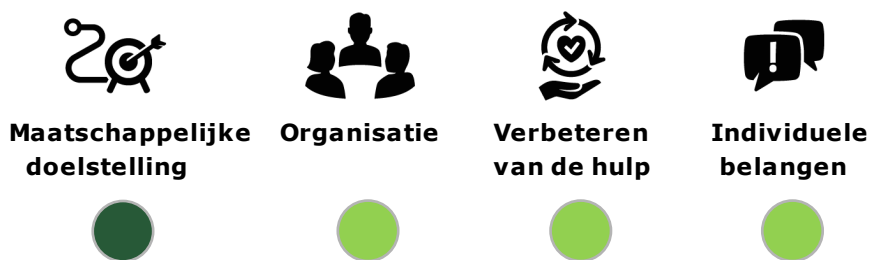 Maatschappelijke
doelstelling
Organisatie
Verbeteren
van de hulp
Individuele
belangen